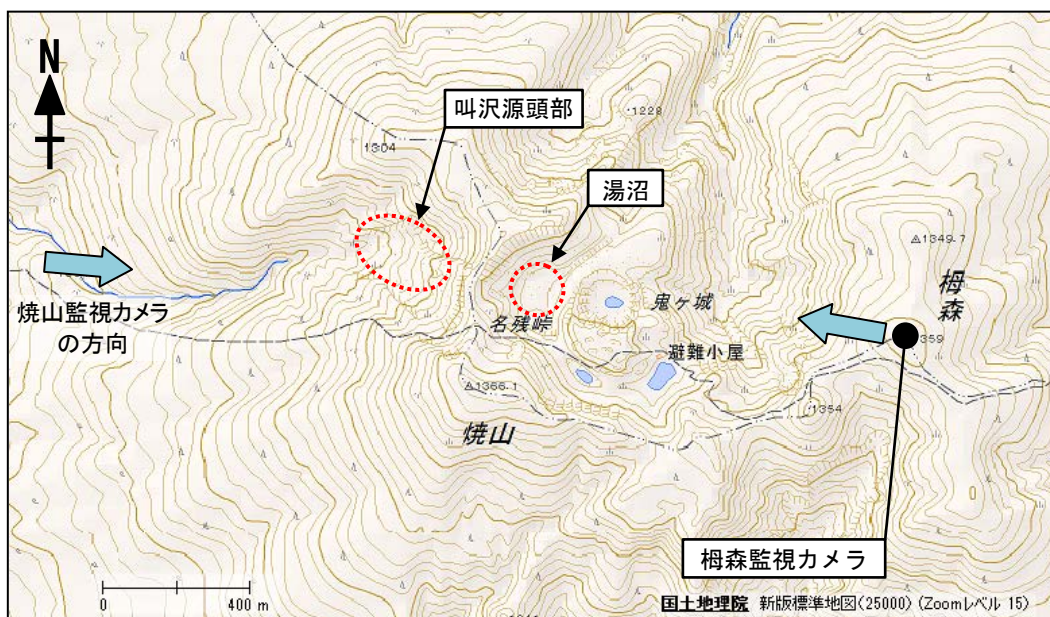 N
叫沢源頭部
1228
1304
湯沼
1349.7
栂森
鬼ヶ城
焼山監視カメラ
の方向
名残峠
避難小屋
1359
1366.1
1354
焼山
栂森監視カメラ
0
400 m
国土地理院 新版標準地図(25000) (Zoomレベル 15)